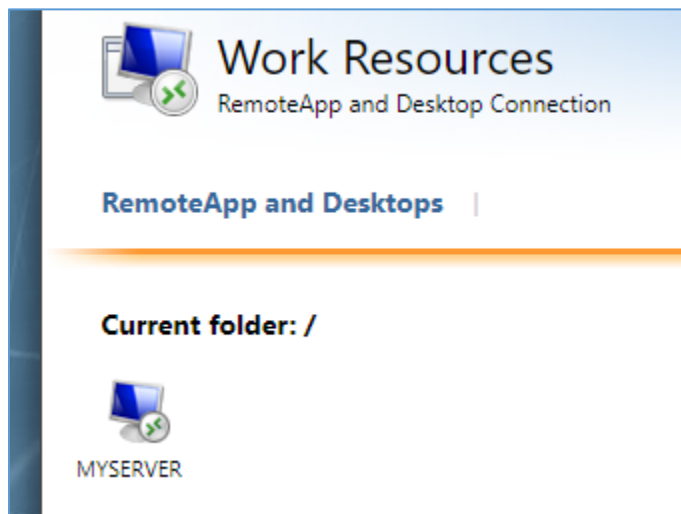 Work Resources
RemoteApp and Desktop Connection
RemoteApp and Desktops |
Current folder: /
MYSERVER